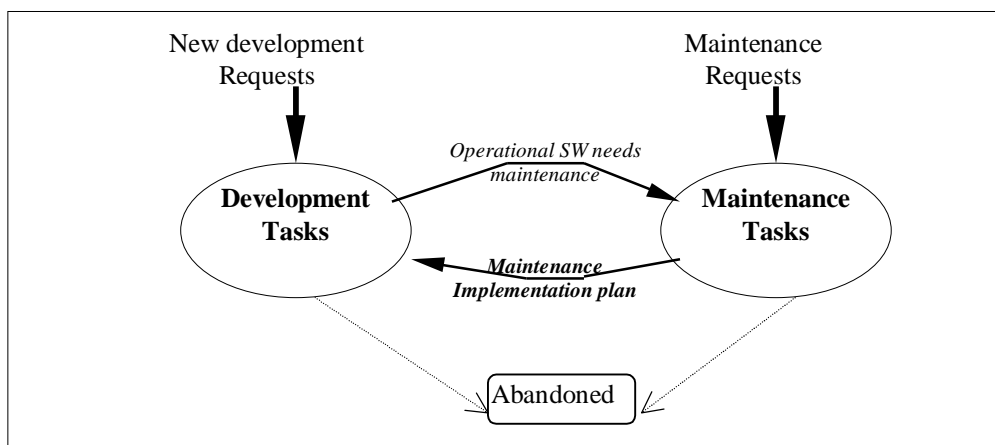 New development
Requests
Maintenance
Requests
Operational SW needs
maintenance
Development
Tasks
Maintenance
Tasks
Maintenance
Implementation plan
Abandoned